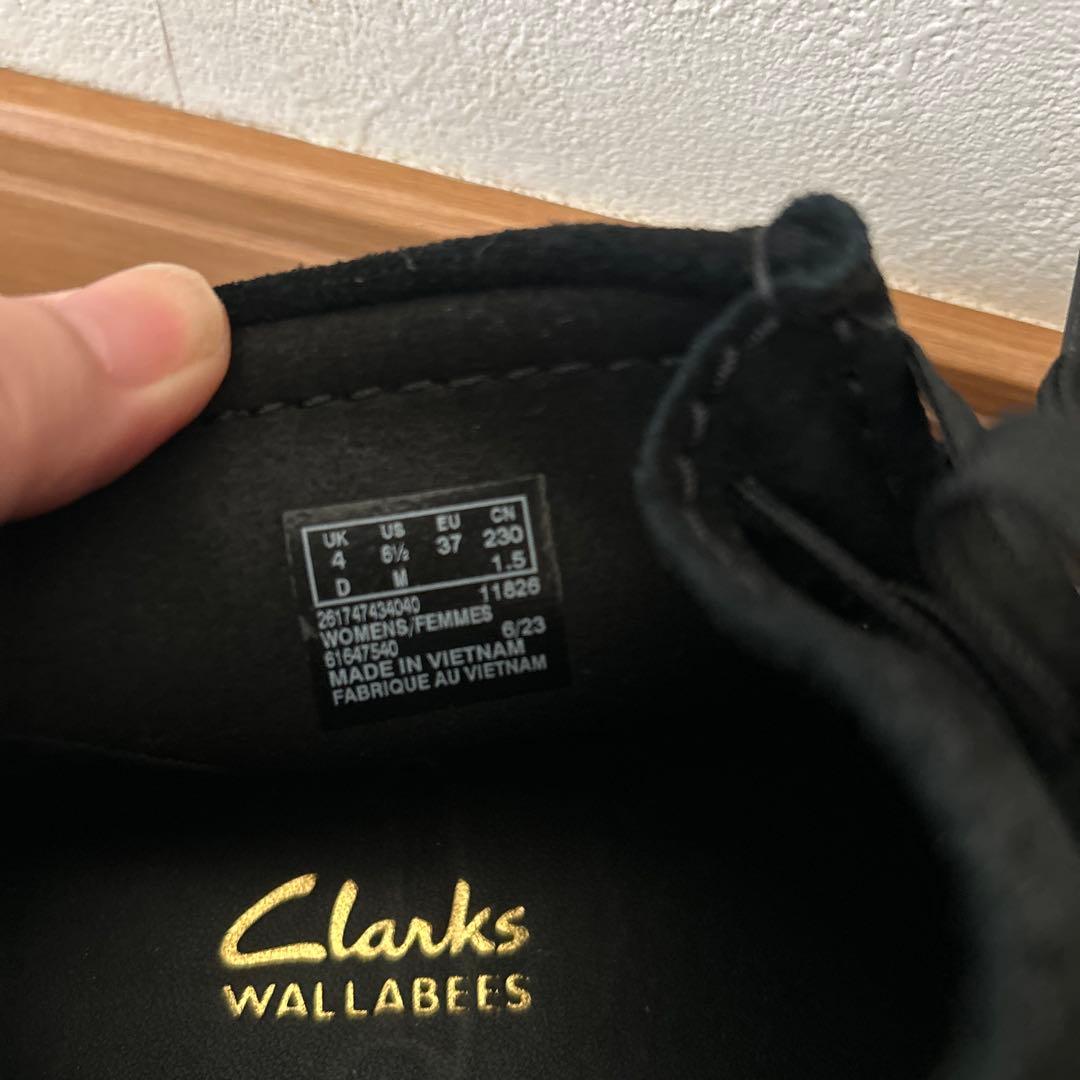 UK US EU CN
4 6½ 37 230
D M 1.5
261747434040 11826
WOMENS/FEMMES
61647540 6/23
MADE IN VIETNAM
FABRIQUE AU VIETNAM
Clarks
WALLABEES